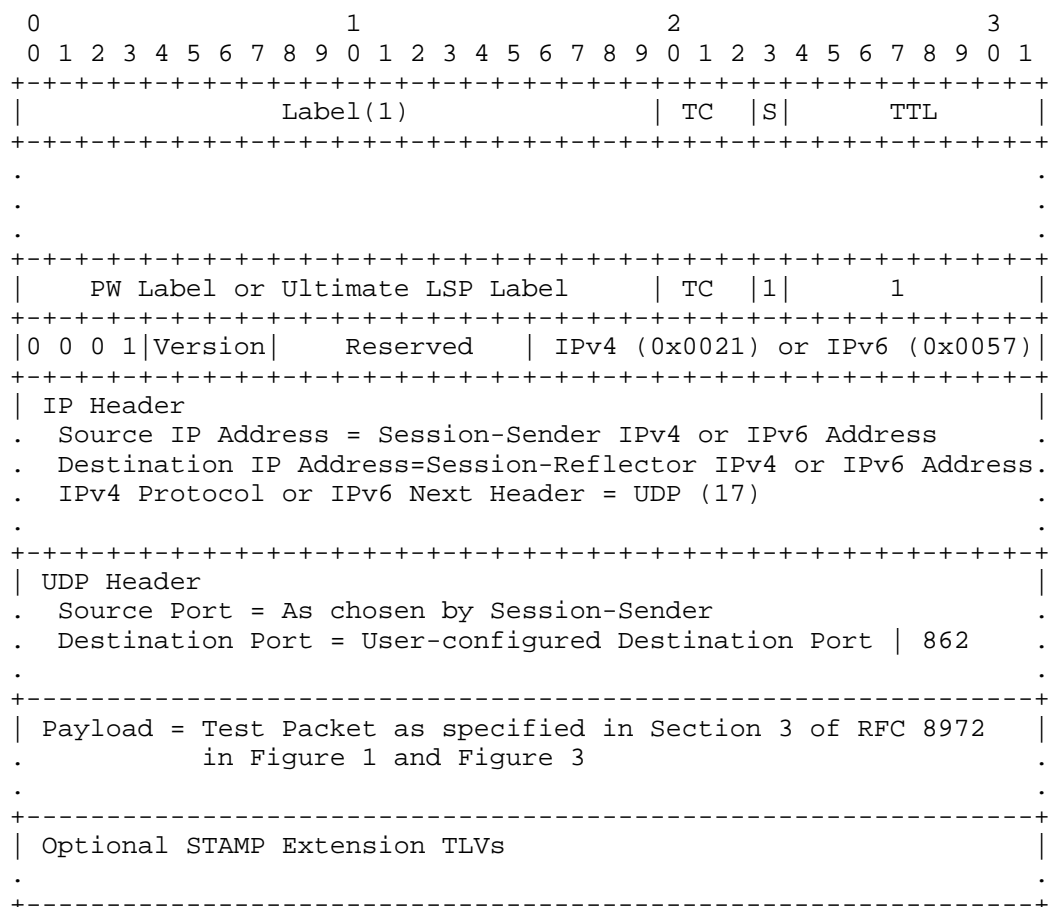 0                   1                   2                   3
 0 1 2 3 4 5 6 7 8 9 0 1 2 3 4 5 6 7 8 9 0 1 2 3 4 5 6 7 8 9 0 1
+-+-+-+-+-+-+-+-+-+-+-+-+-+-+-+-+-+-+-+-+-+-+-+-+-+-+-+-+-+-+-+-+
|                Label(1)               | TC  |S|      TTL      |
+-+-+-+-+-+-+-+-+-+-+-+-+-+-+-+-+-+-+-+-+-+-+-+-+-+-+-+-+-+-+-+-+
.                                                               .
.                                                               .
.                                                               .
+-+-+-+-+-+-+-+-+-+-+-+-+-+-+-+-+-+-+-+-+-+-+-+-+-+-+-+-+-+-+-+-+
|    PW Label or Ultimate LSP Label     | TC  |1|      1        |
+-+-+-+-+-+-+-+-+-+-+-+-+-+-+-+-+-+-+-+-+-+-+-+-+-+-+-+-+-+-+-+-+
|0 0 0 1|Version|    Reserved   | IPv4 (0x0021) or IPv6 (0x0057)|
+-+-+-+-+-+-+-+-+-+-+-+-+-+-+-+-+-+-+-+-+-+-+-+-+-+-+-+-+-+-+-+-+
| IP Header                                                     |
.  Source IP Address = Session-Sender IPv4 or IPv6 Address      .
.  Destination IP Address=Session-Reflector IPv4 or IPv6 Address.
.  IPv4 Protocol or IPv6 Next Header = UDP (17)                 .
.                                                               .
+-+-+-+-+-+-+-+-+-+-+-+-+-+-+-+-+-+-+-+-+-+-+-+-+-+-+-+-+-+-+-+-+
| UDP Header                                                    |
.  Source Port = As chosen by Session-Sender                    .
.  Destination Port = User-configured Destination Port | 862    .
.                                                               .
+---------------------------------------------------------------+
| Payload = Test Packet as specified in Section 3 of RFC 8972   |
.           in Figure 1 and Figure 3                            .
.                                                               .
+---------------------------------------------------------------+
| Optional STAMP Extension TLVs                                 |
.                                                               .
+---------------------------------------------------------------+